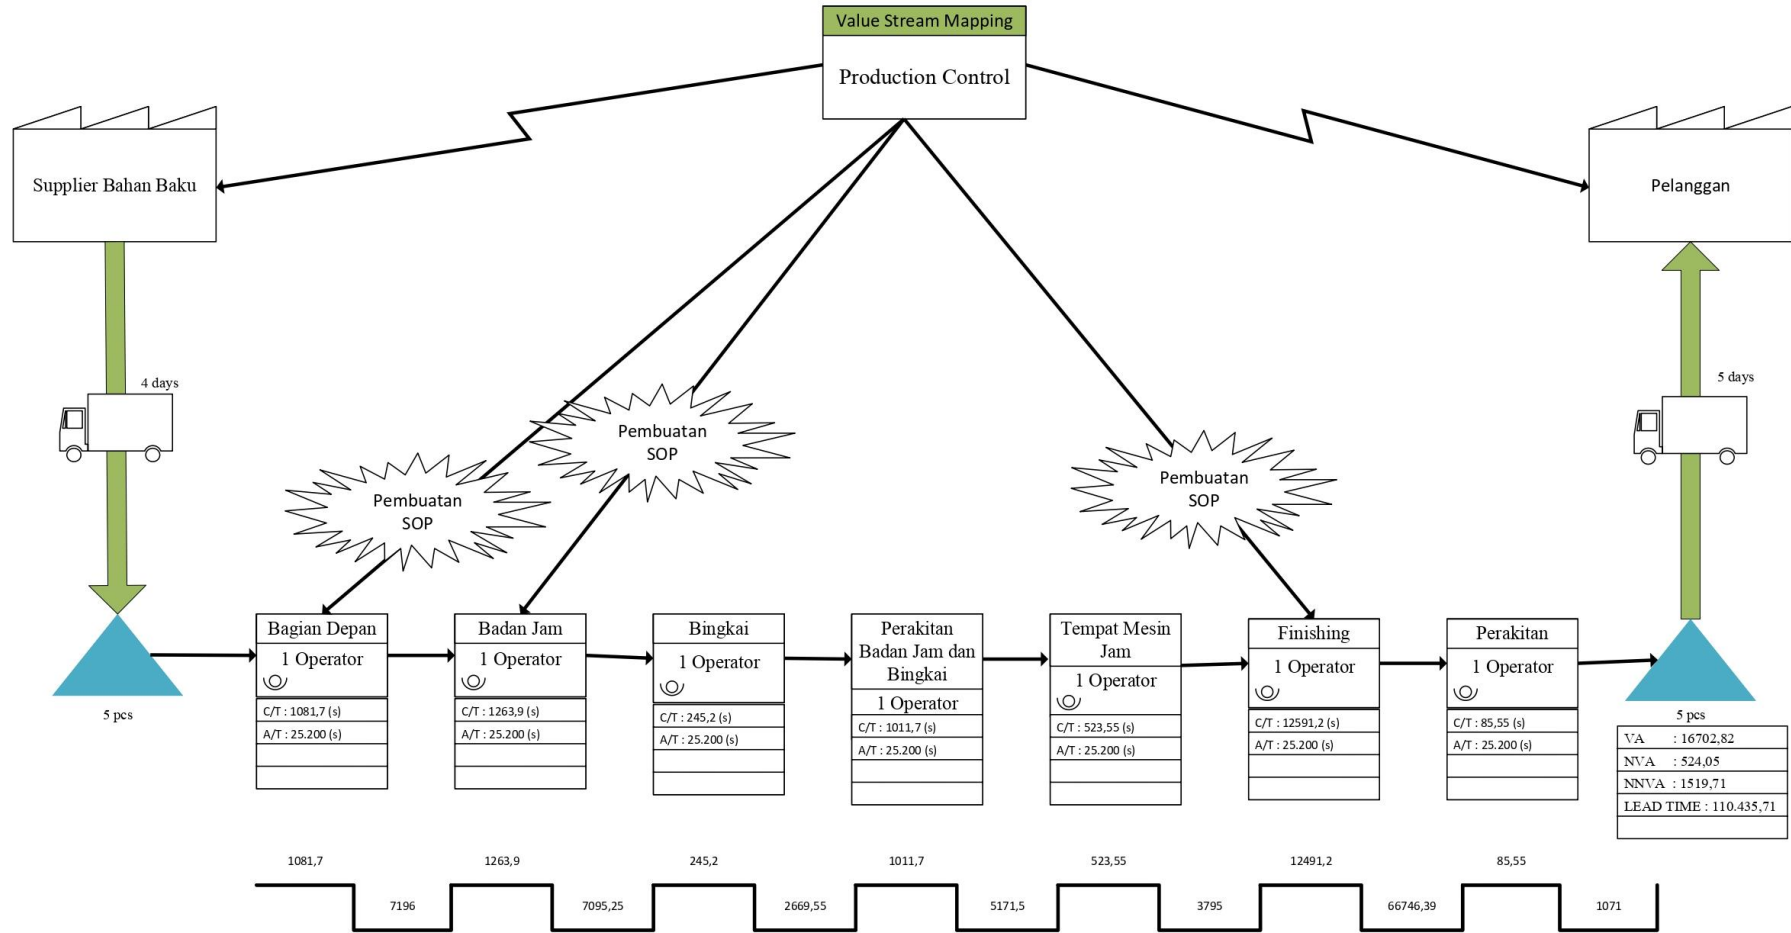 Value Stream Mapping
Production Control
Supplier Bahan Baku
Pelanggan
4 days
5 days
Pembuatan
SOP
Pembuatan
SOP
Pembuatan
SOP
5 pcs
Bagian Depan
1 Operator
C/T : 1081,7 (s)
A/T : 25.200 (s)
Badan Jam
1 Operator
C/T : 1263,9 (s)
A/T : 25.200 (s)
Bingkai
1 Operator
C/T : 245,2 (s)
A/T : 25.200 (s)
Perakitan
Badan Jam dan
Bingkai
1 Operator
C/T : 1011,7 (s)
A/T : 25.200 (s)
Tempat Mesin
Jam
1 Operator
C/T : 523,55 (s)
A/T : 25.200 (s)
Finishing
1 Operator
C/T : 12591,2 (s)
A/T : 25.200 (s)
Perakitan
1 Operator
C/T : 85,55 (s)
A/T : 25.200 (s)
5 pcs
VA : 16702,82
NVA : 524,05
NNVA : 1519,71
LEAD TIME : 110.435,71
1081,7
1263,9
245,2
1011,7
523,55
12491,2
85,55
7196
7095,25
2669,55
5171,5
3795
66746,39
1071